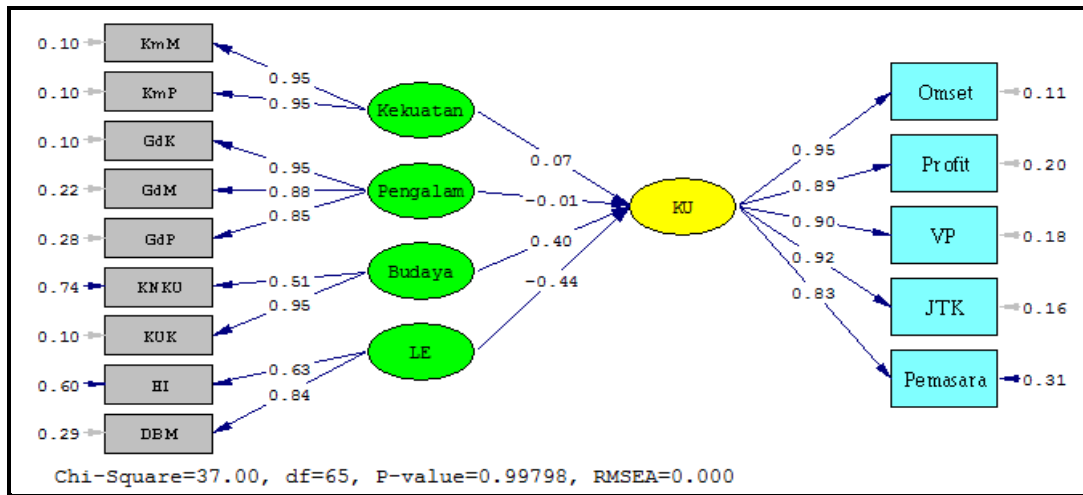 0.10 KmM
0.10 KmP
0.10 GdK
0.22 GdM
0.28 GdP
0.74 KNKU
0.10 KUK
0.60 HI
0.29 DBM
0.95
0.95
0.95
0.88
0.85
0.51
0.95
0.63
0.84
Kekuatan
Pengalam
Budaya
LE
0.07
-0.01
0.40
-0.44
KU
0.95
0.89
0.90
0.92
0.83
Omset 0.11
Profit 0.20
VP 0.18
JTK 0.16
Pemasara 0.31
Chi-Square=37.00, df=65, P-value=0.99798, RMSEA=0.000